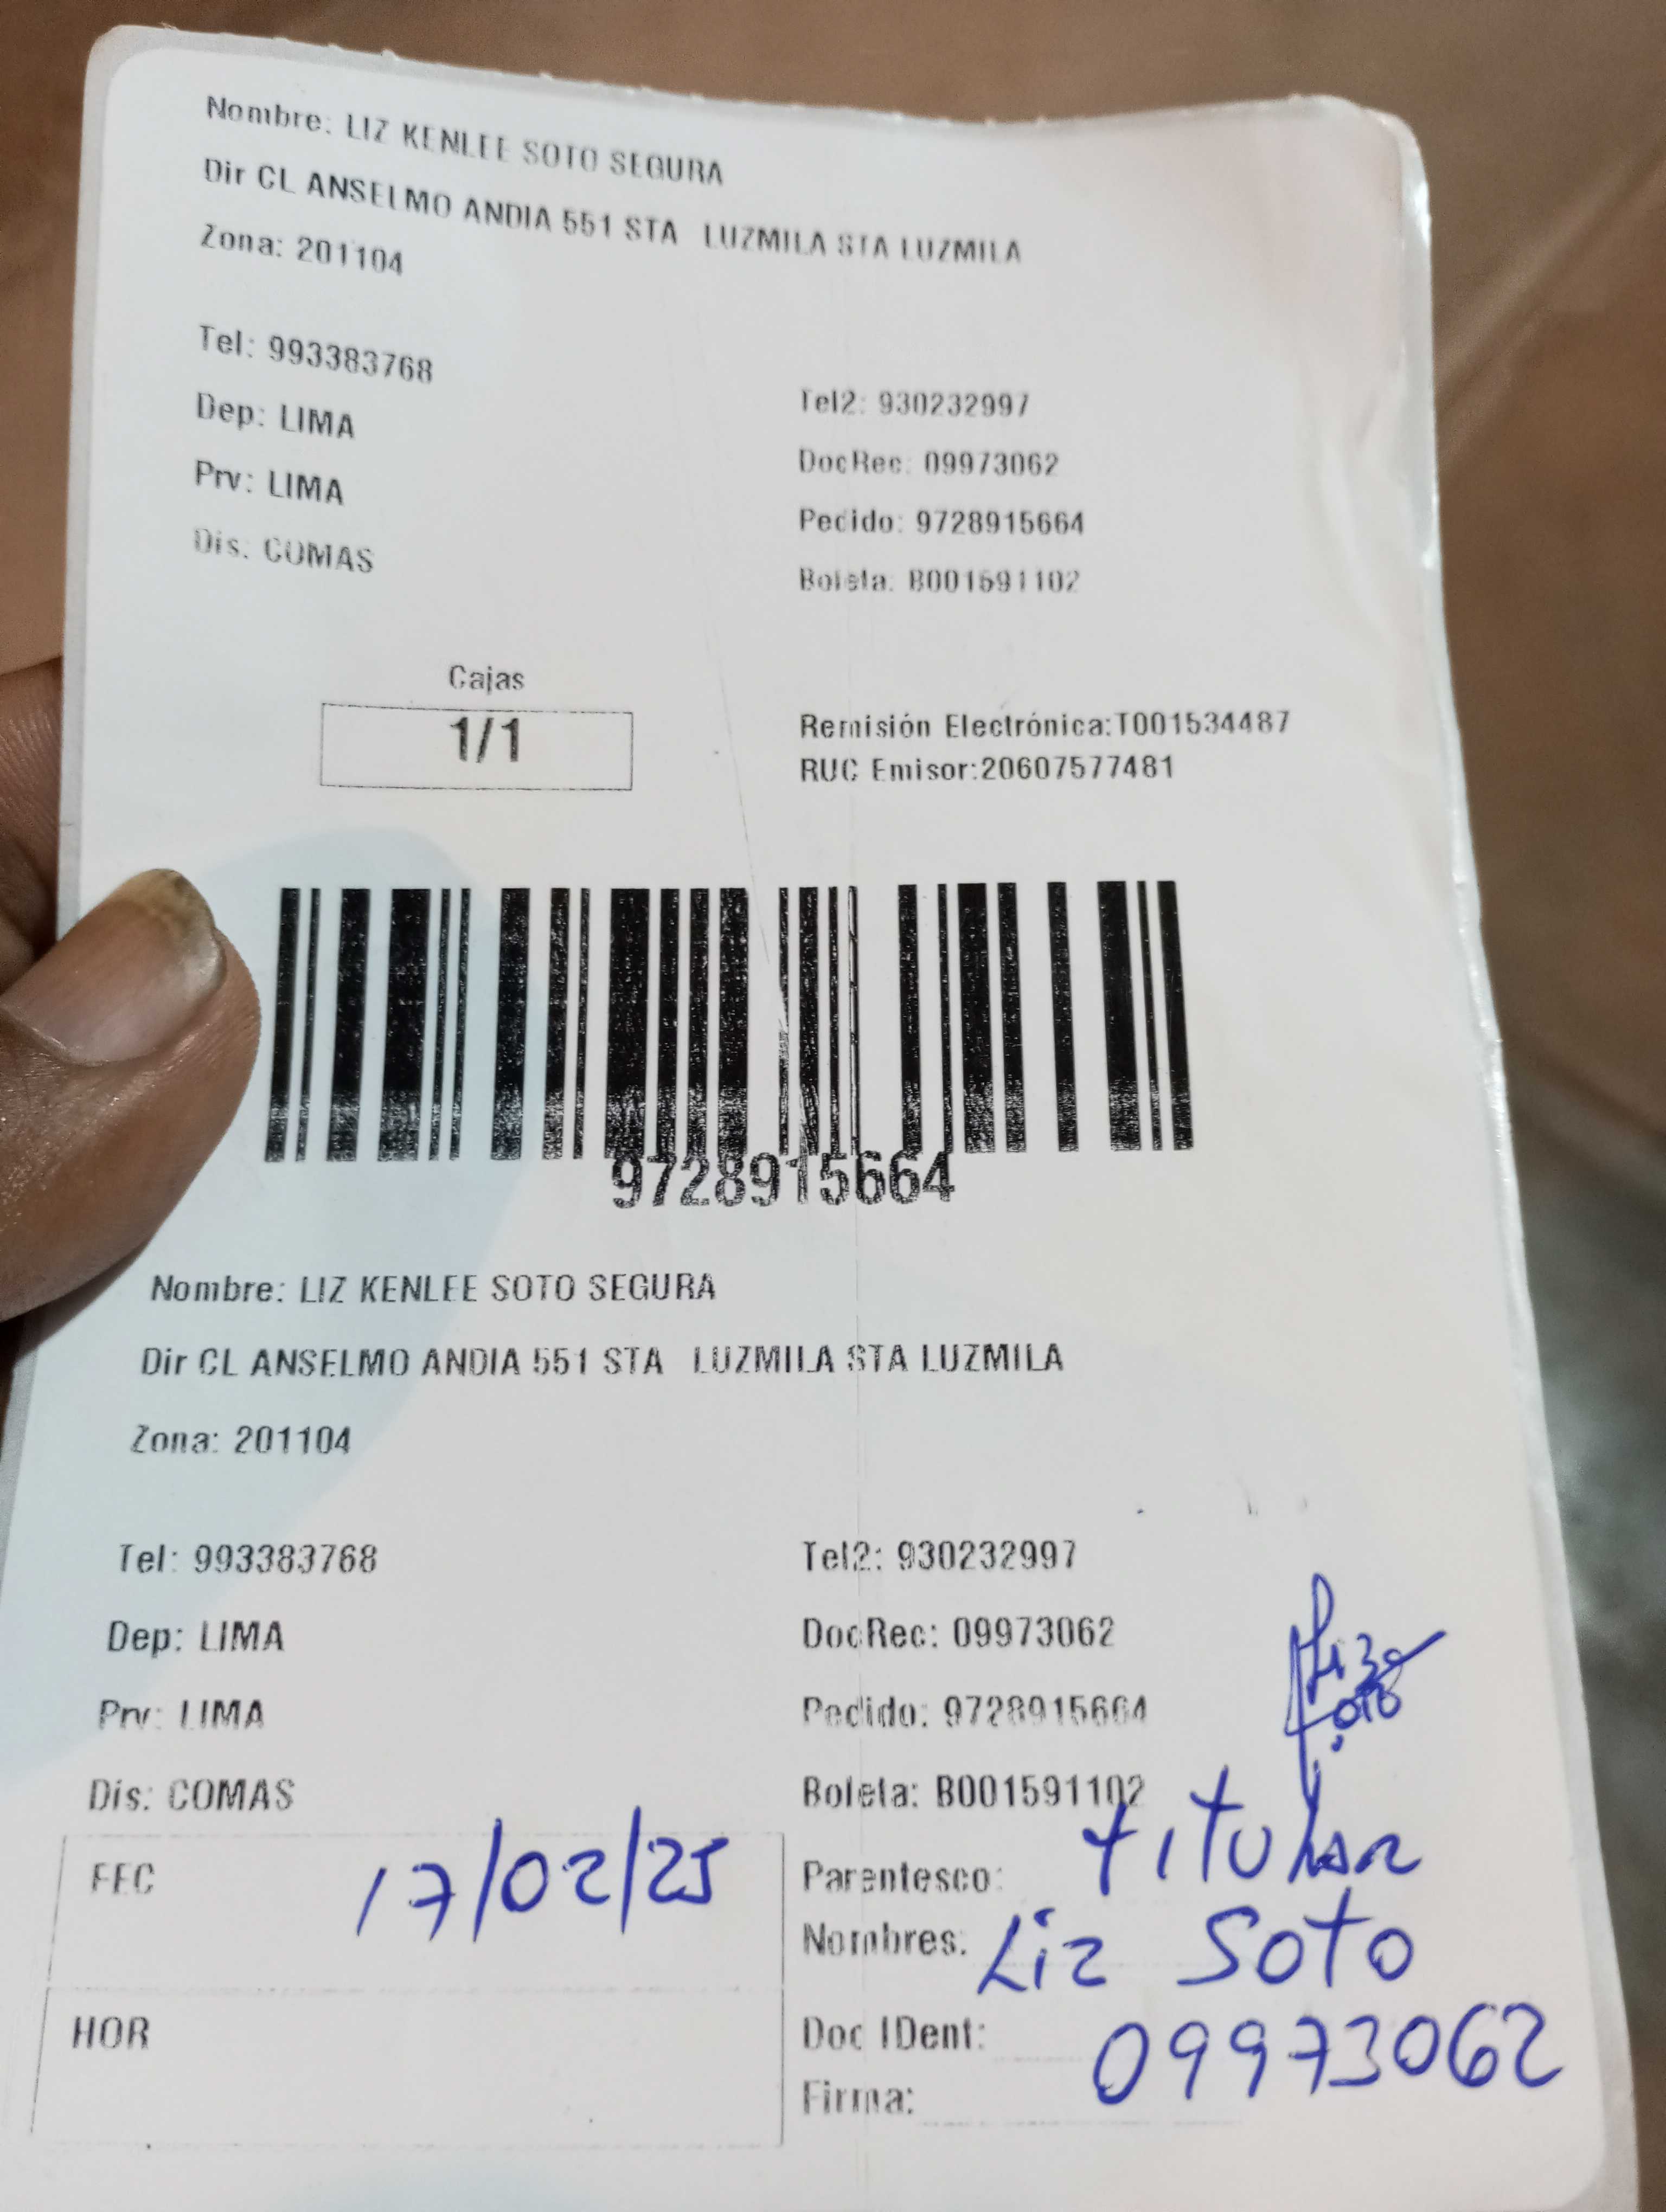 Nombre: LIZ KENLEE SOTO SEGURA
Dir CL ANSELMO ANDIA 551 STA LUZMILA STA LUZMILA
Zona: 201104
Tel: 993383768
Tel2: 930232997
Dep: LIMA
DocRec: 09973062
Prv: LIMA
Pedido: 9728915664
Dis: COMAS
Boleta: B001591102
Cajas
1/1
Remisión Electrónica:T001534487
RUC Emisor:20607577481
9728915664
Nombre: LIZ KENLEE SOTO SEGURA
Dir CL ANSELMO ANDIA 551 STA LUZMILA STA LUZMILA
Zona: 201104
Tel: 993383768
Tel2: 930232997
Dep: LIMA
DocRec: 09973062
Prv: LIMA
Pedido: 9728915664
Dis: COMAS
Boleta: B001591102
FEC 17/02/25
Parentesco: titular
Nombres: Liz Soto
HOR
Doc IDent: 09973062
Firma: